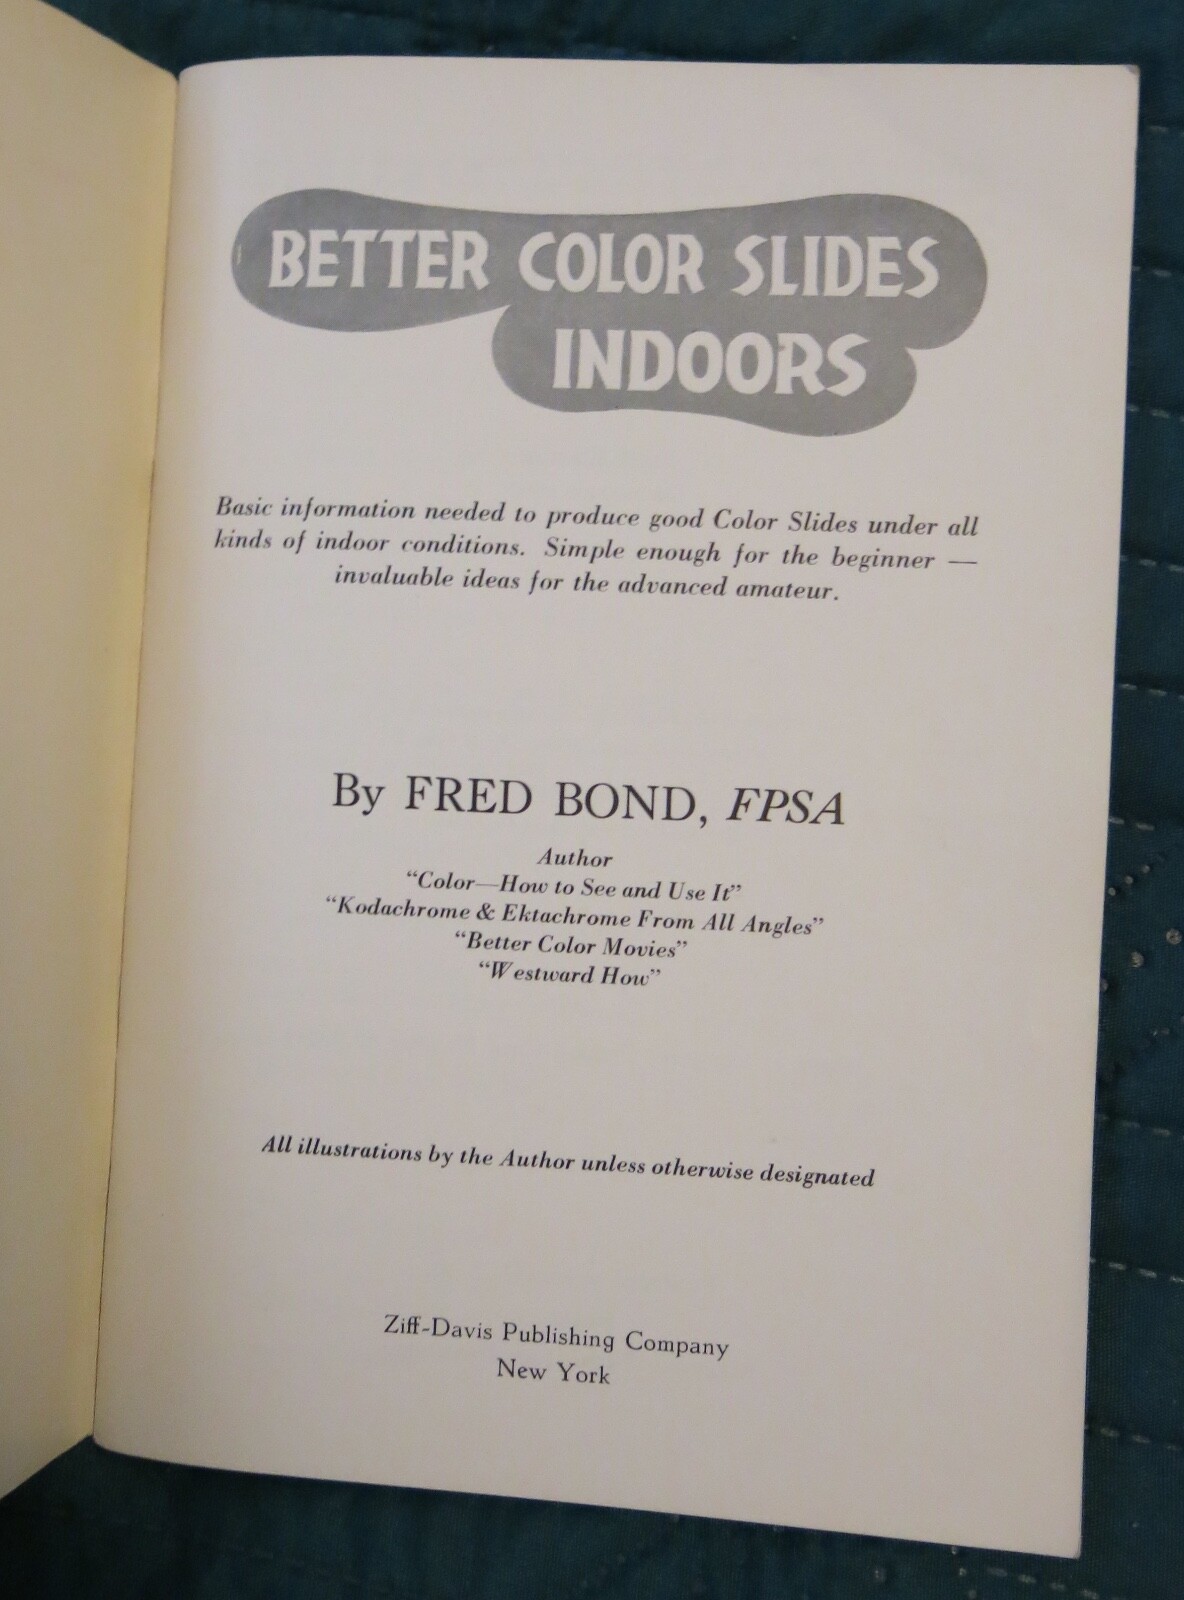 BETTER COLOR SLIDES
INDOORS
Basic information needed to produce good Color Slides under all
kinds of indoor conditions. Simple enough for the beginner —
invaluable ideas for the advanced amateur.
By FRED BOND, FPSA
Author
“Color—How to See and Use It”
“Kodachrome & Ektachrome From All Angles”
“Better Color Movies”
“Westward How”
All illustrations by the Author unless otherwise designated
Ziff-Davis Publishing Company
New York